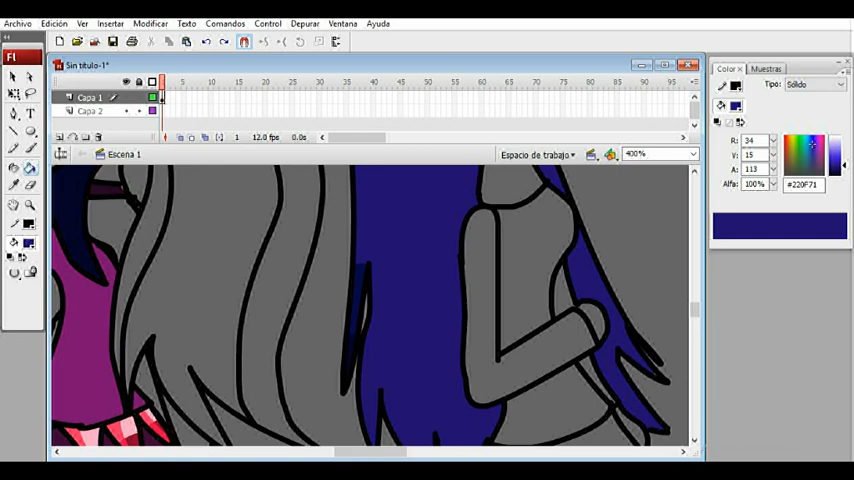 Archivo Edición Ver Insertar Modificar Texto Comandos Control Depurar Ventana Ayuda
Fl
Sin título-1*
5 10 15 20 25 30 35 40 45 50 55 60 65 70 75 80 85 90
Capa 1
Capa 2
1 12.0 fps 0.0s
Escena 1
Espacio de trabajo
400%
Color Muestras
Tipo: Sólido
R: 34
V: 15
A: 113
Alfa: 100% #220F71